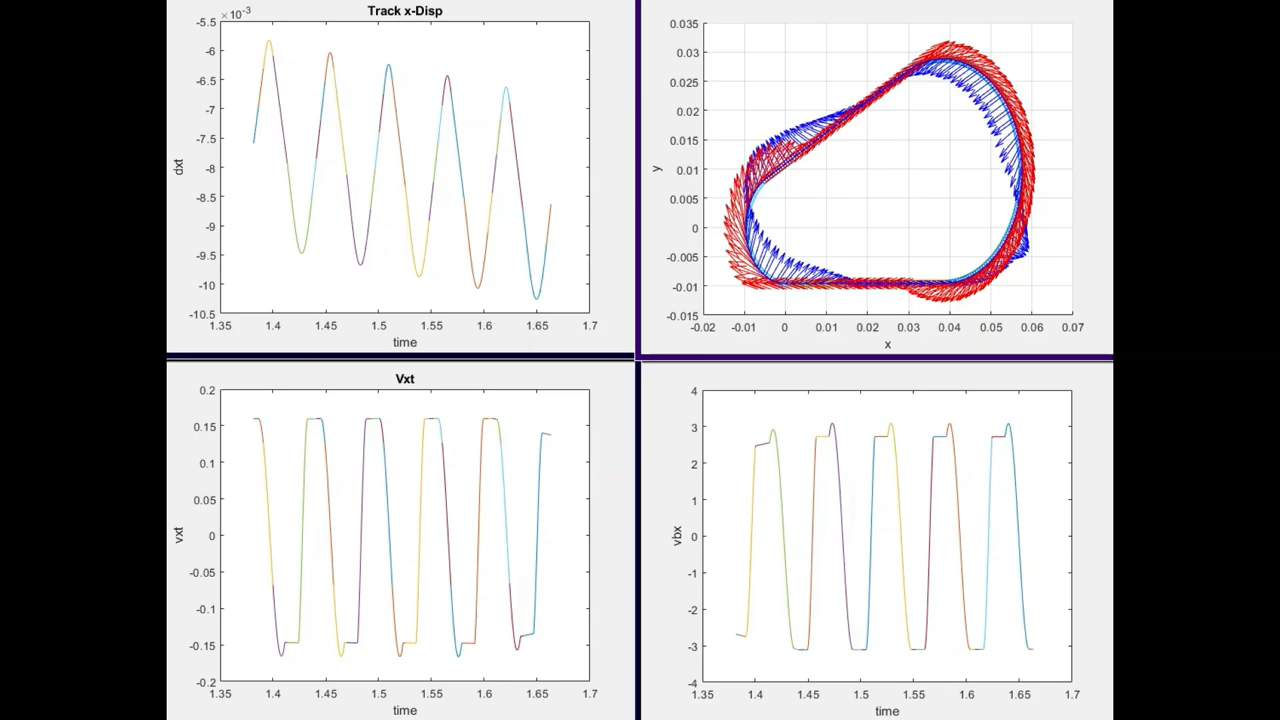 Track x-Disp
×10⁻³
-5.5
-6
-6.5
-7
-7.5
-8
-8.5
-9
-9.5
-10
-10.5
dxt
1.35 1.4 1.45 1.5 1.55 1.6 1.65 1.7
time
0.035
0.03
0.025
0.02
0.015
0.01
0.005
0
-0.005
-0.01
-0.015
y
-0.02 -0.01 0 0.01 0.02 0.03 0.04 0.05 0.06 0.07
x
Vxt
0.2
0.15
0.1
0.05
0
-0.05
-0.1
-0.15
-0.2
vxt
1.35 1.4 1.45 1.5 1.55 1.6 1.65 1.7
time
4
3
2
1
0
-1
-2
-3
-4
vbx
1.35 1.4 1.45 1.5 1.55 1.6 1.65 1.7
time